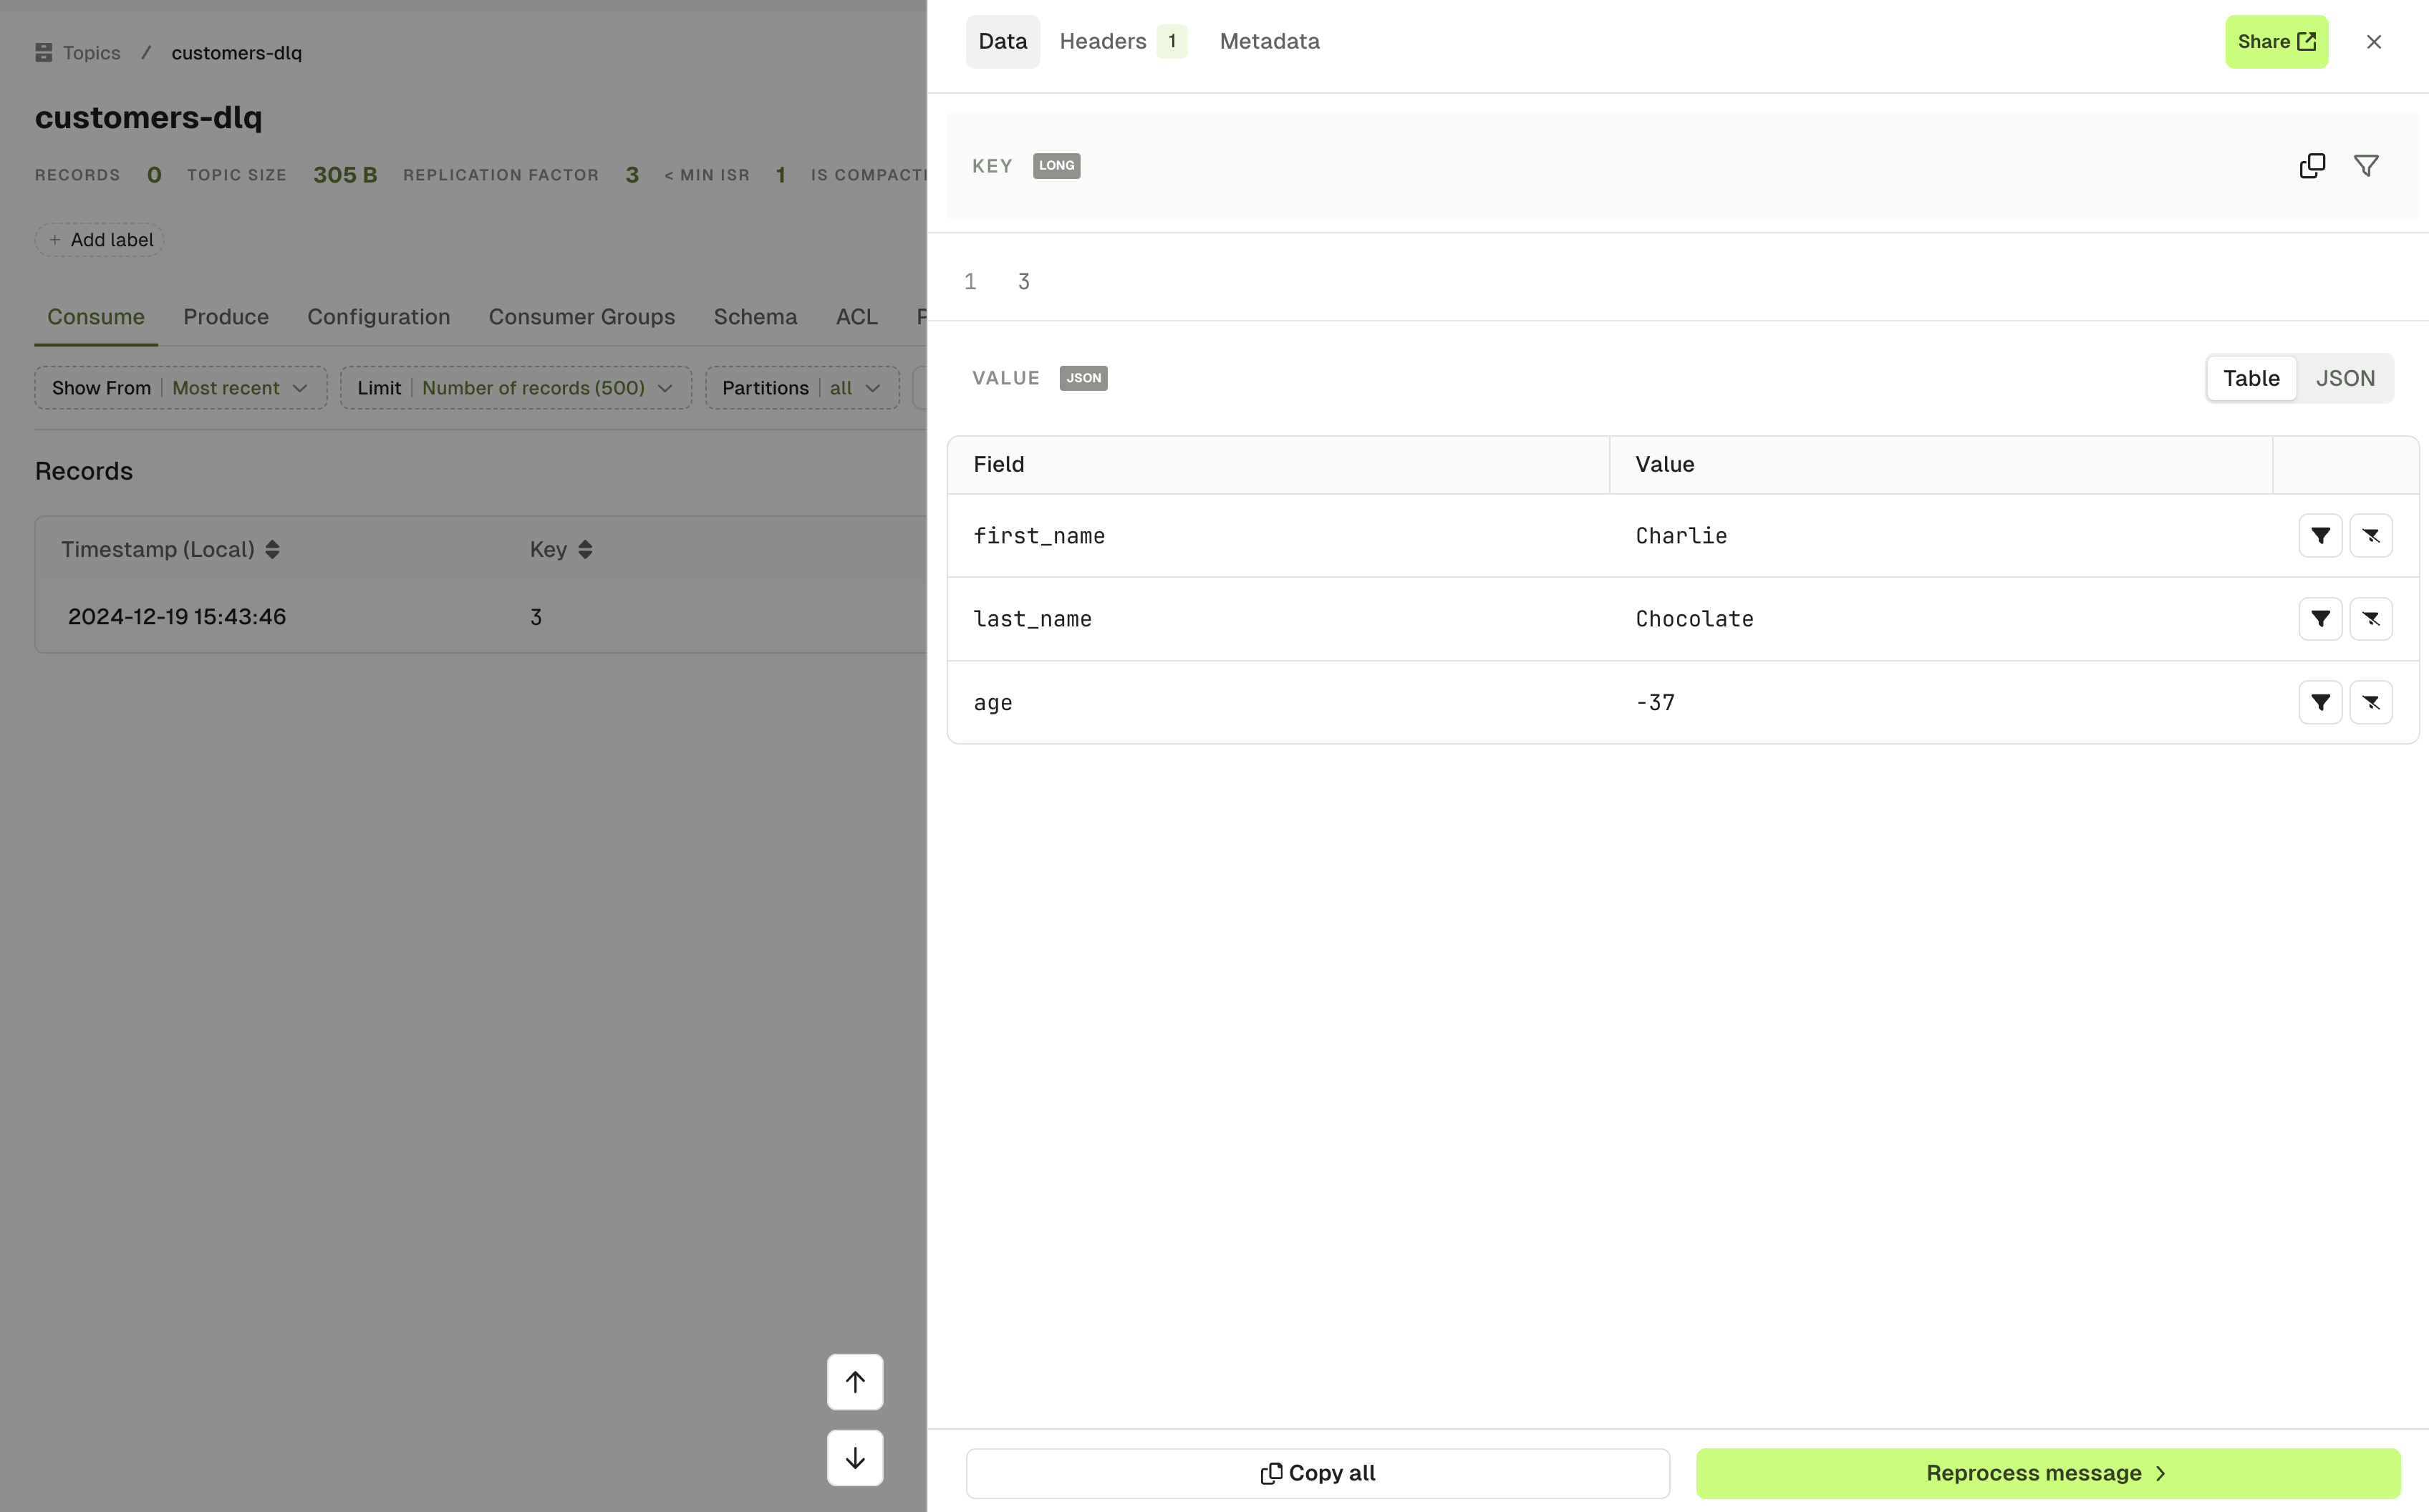 Topics / customers-dlq
customers-dlq
RECORDS 0 TOPIC SIZE 305 B REPLICATION FACTOR 3 < MIN ISR 1
+ Add label
Consume Produce Configuration Consumer Groups Schema ACL
Show From Most recent Limit Number of records (500) Partitions all
Records
Timestamp (Local) Key
2024-12-19 15:43:46 3
Data Headers 1 Metadata Share
KEY LONG
1 3
VALUE JSON Table JSON
Field Value
first_name Charlie
last_name Chocolate
age -37
Copy all Reprocess message